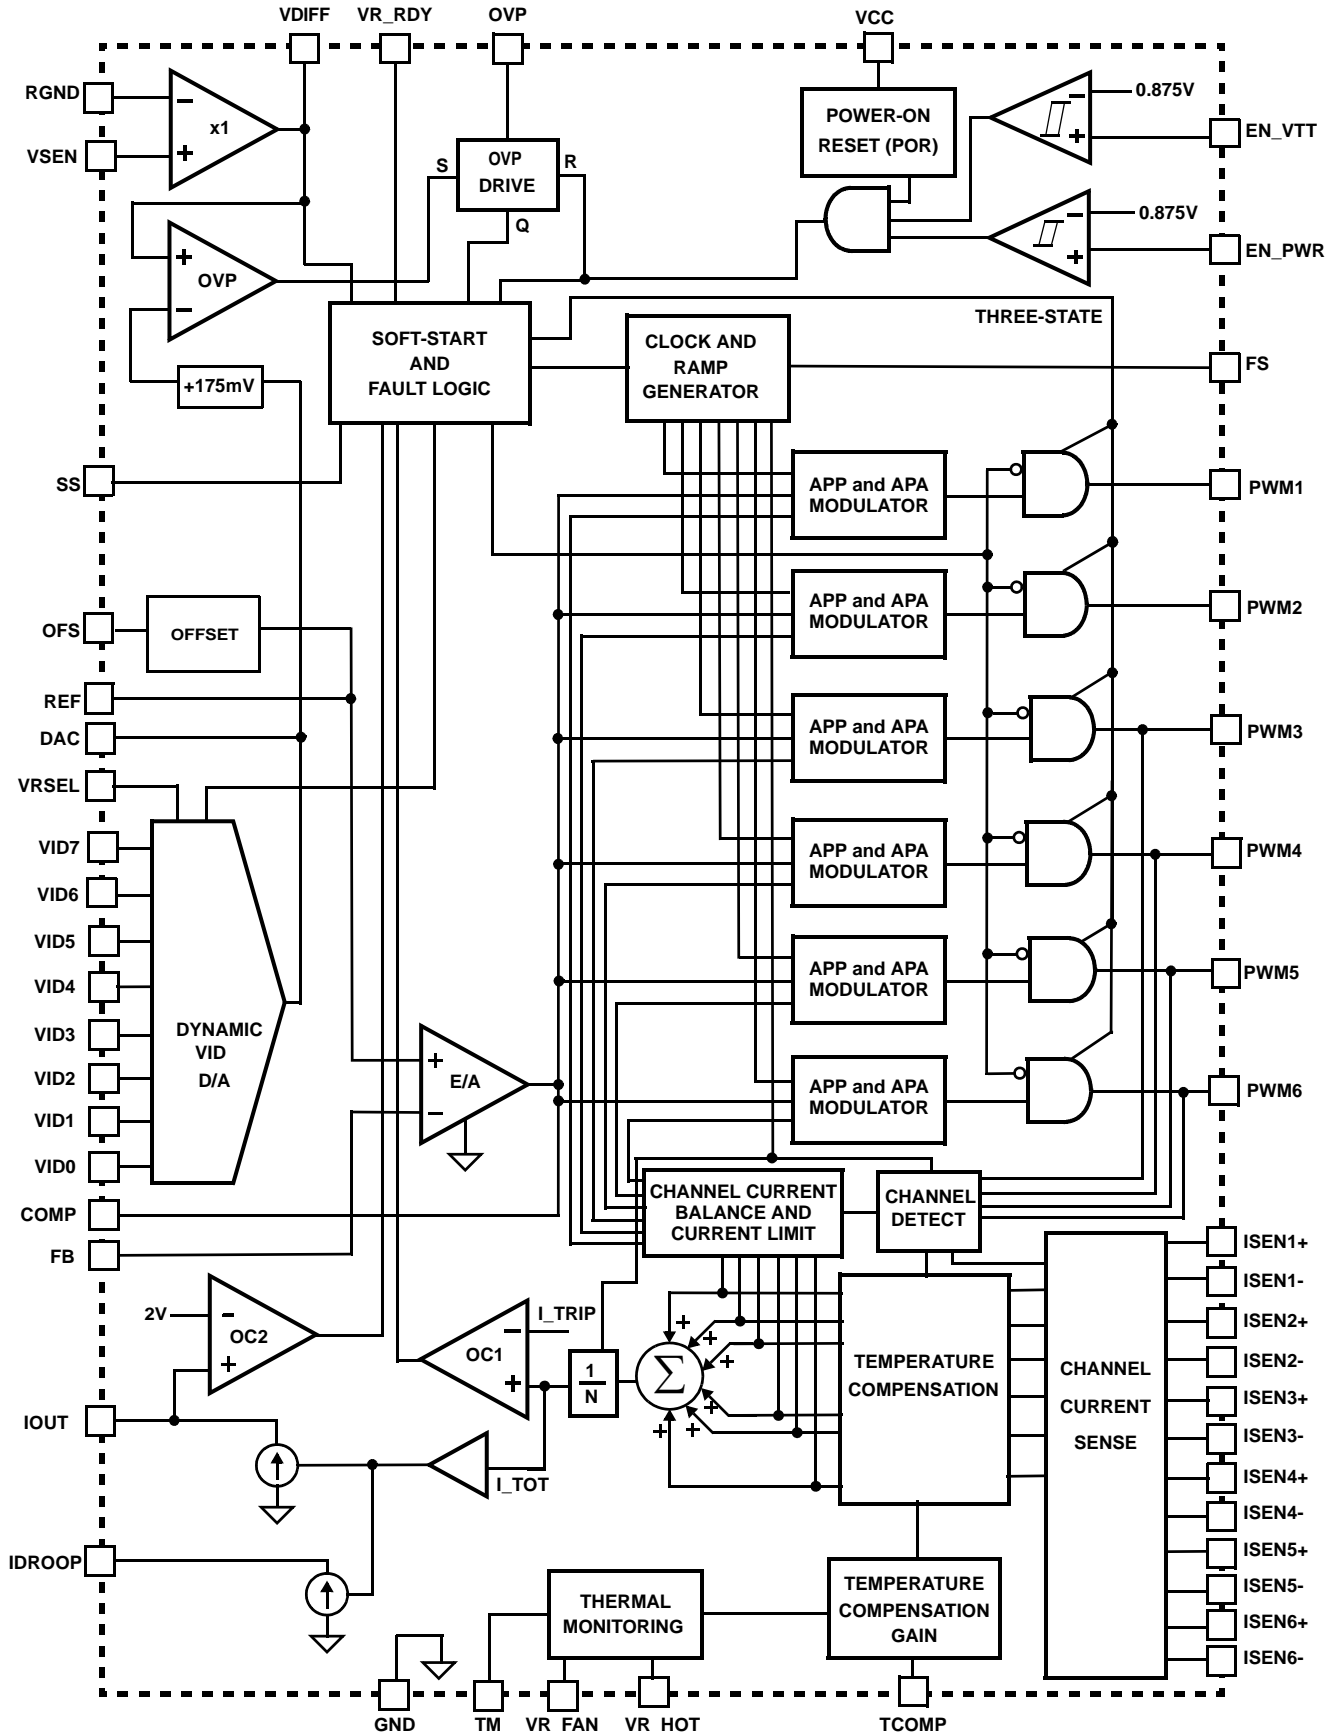 VDIFF
VR_RDY
OVP
VCC
RGND
VSEN
−
x1
+
S
OVP
DRIVE
R
Q
POWER-ON
RESET (POR)
−
0.875V
+
EN_VTT
−
0.875V
+
EN_PWR
+
OVP
−
+175mV
SOFT-START
AND
FAULT LOGIC
CLOCK AND
RAMP
GENERATOR
THREE-STATE
FS
SS
APP and APA
MODULATOR
PWM1
OFS
OFFSET
APP and APA
MODULATOR
PWM2
REF
DAC
VRSEL
APP and APA
MODULATOR
PWM3
VID7
VID6
VID5
VID4
VID3
VID2
VID1
VID0
DYNAMIC
VID
D/A
APP and APA
MODULATOR
PWM4
APP and APA
MODULATOR
PWM5
+
E/A
−
APP and APA
MODULATOR
PWM6
COMP
FB
CHANNEL CURRENT
BALANCE AND
CURRENT LIMIT
CHANNEL
DETECT
2V
-
OC2
+
I_TRIP
−
OC1
+
1
N
Σ
+
+
+
+
+
+
TEMPERATURE
COMPENSATION
CHANNEL
CURRENT
SENSE
ISEN1+
ISEN1-
ISEN2+
ISEN2-
ISEN3+
ISEN3-
ISEN4+
ISEN4-
ISEN5+
ISEN5-
ISEN6+
ISEN6-
IOUT
I_TOT
IDROOP
THERMAL
MONITORING
TEMPERATURE
COMPENSATION
GAIN
GND
TM
VR_FAN
VR_HOT
TCOMP